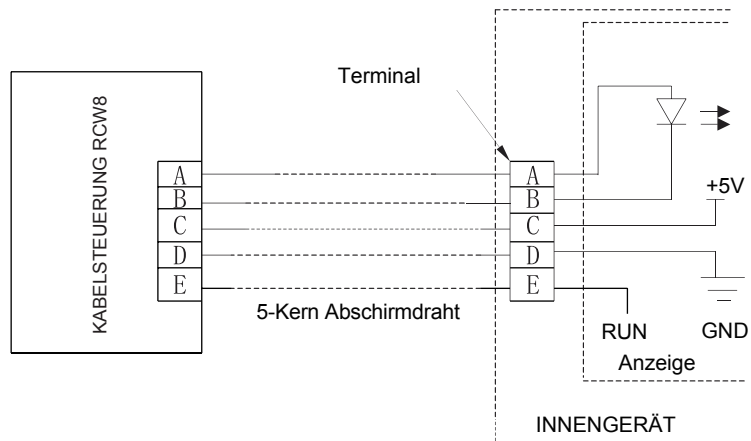 Terminal
KABELSTEUERUNG RCW8
A
B
C
D
E
A
B
C
D
E
+5V
5-Kern Abschirmdraht
RUN
GND
Anzeige
INNENGERÄT